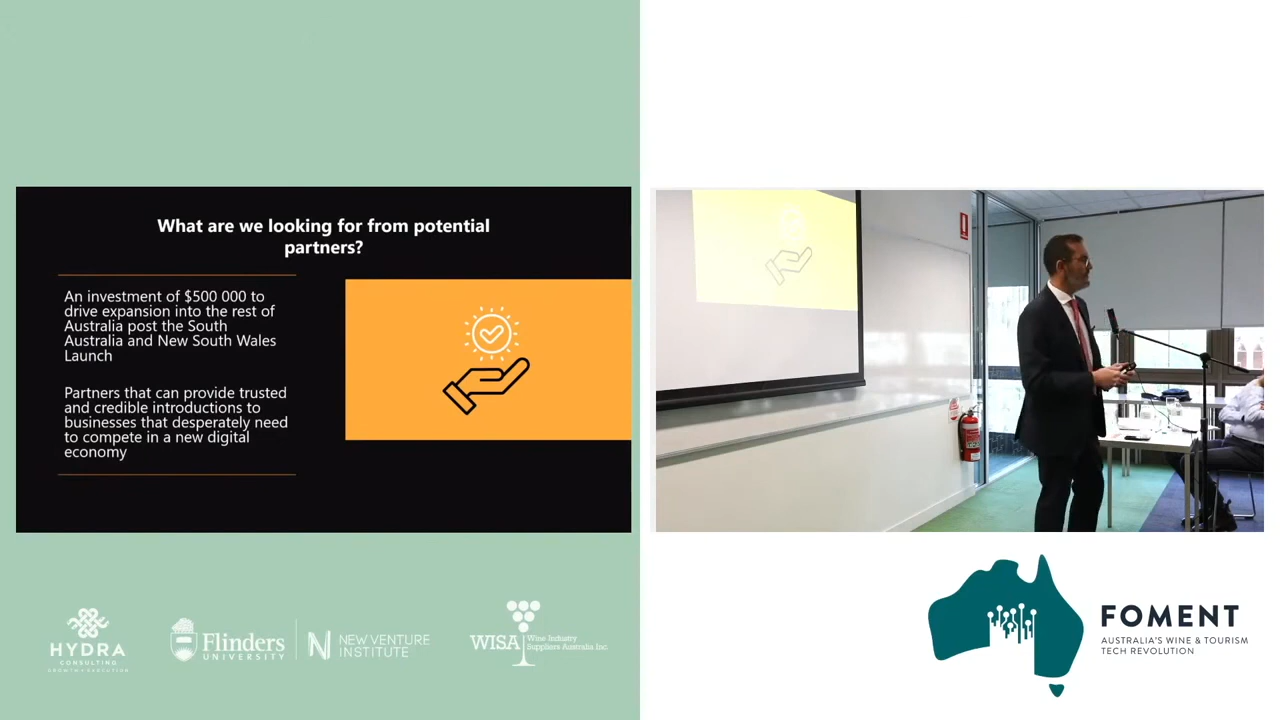 What are we looking for from potential
partners?
An investment of $500 000 to
drive expansion into the rest of
Australia post the South
Australia and New South Wales
Launch
Partners that can provide trusted
and credible introductions to
businesses that desperately need
to compete in a new digital
economy
HYDRA
CONSULTING
GROWTH • EXECUTION
Flinders
UNIVERSITY
NEW VENTURE
INSTITUTE
WISA
Wine Industry
Suppliers Australia Inc.
FOMENT
AUSTRALIA'S WINE & TOURISM
TECH REVOLUTION